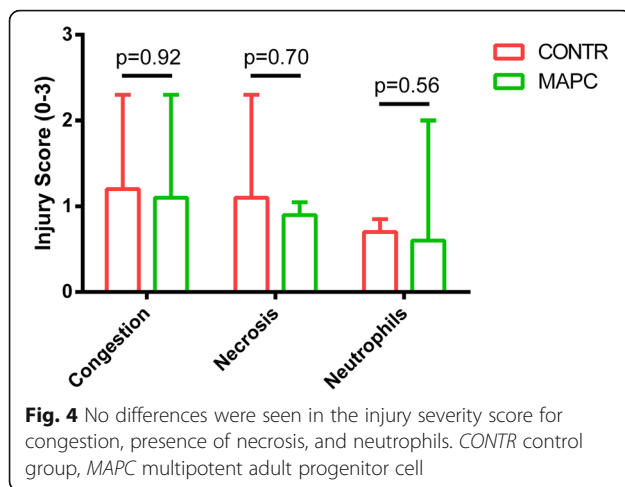 p=0.92
p=0.70
p=0.56
CONTR
MAPC
Injury Score (0-3)
3
2
1
0
Congestion
Necrosis
Neutrophils
Fig. 4 No differences were seen in the injury severity score for
congestion, presence of necrosis, and neutrophils. CONTR control
group, MAPC multipotent adult progenitor cell